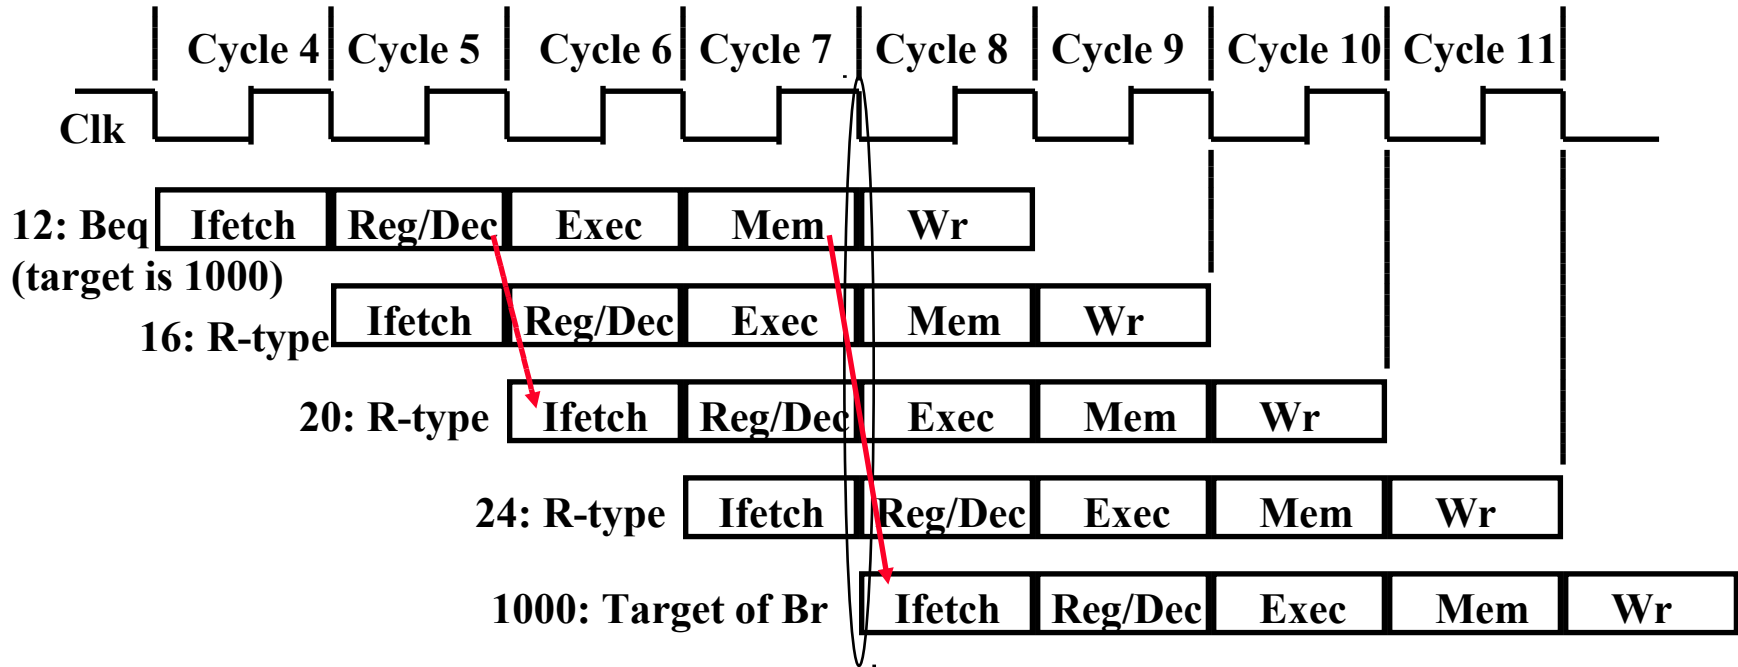 Cycle 4 Cycle 5 Cycle 6 Cycle 7 Cycle 8 Cycle 9 Cycle 10 Cycle 11
Clk
12: Beq Ifetch Reg/Dec Exec Mem Wr
(target is 1000)
16: R-type Ifetch Reg/Dec Exec Mem Wr
20: R-type Ifetch Reg/Dec Exec Mem Wr
24: R-type Ifetch Reg/Dec Exec Mem Wr
1000: Target of Br Ifetch Reg/Dec Exec Mem Wr